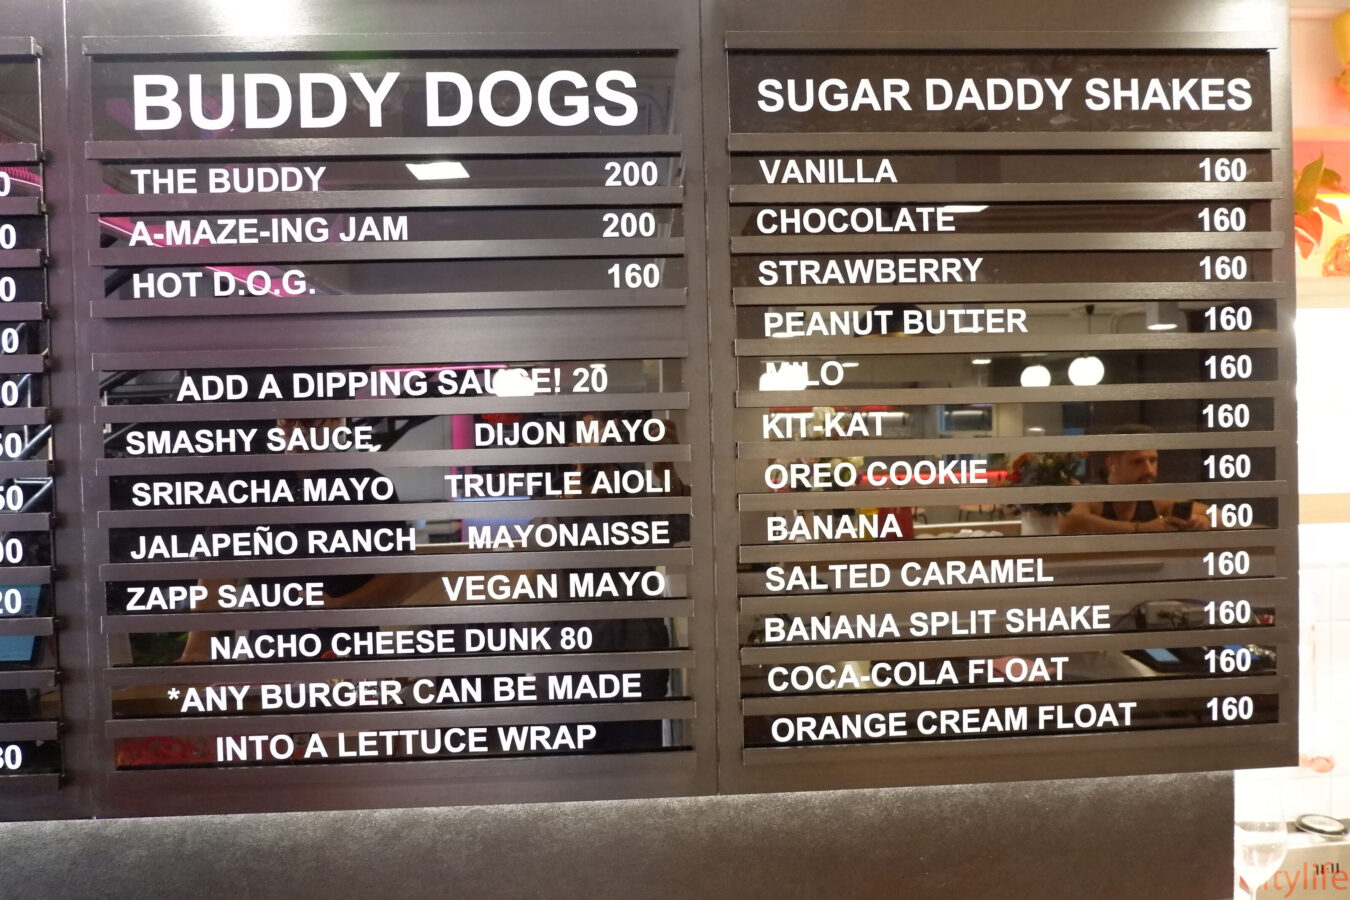 BUDDY DOGS
THE BUDDY 200
A-MAZE-ING JAM 200
HOT D.O.G. 160
ADD A DIPPING SAUCE! 20
SMASHY SAUCE DIJON MAYO
SRIRACHA MAYO TRUFFLE AIOLI
JALAPEÑO RANCH MAYONAISSE
ZAPP SAUCE VEGAN MAYO
NACHO CHEESE DUNK 80
*ANY BURGER CAN BE MADE
INTO A LETTUCE WRAP
SUGAR DADDY SHAKES
VANILLA 160
CHOCOLATE 160
STRAWBERRY 160
PEANUT BUTTER 160
MILO 160
KIT-KAT 160
OREO COOKIE 160
BANANA 160
SALTED CARAMEL 160
BANANA SPLIT SHAKE 160
COCA-COLA FLOAT 160
ORANGE CREAM FLOAT 160